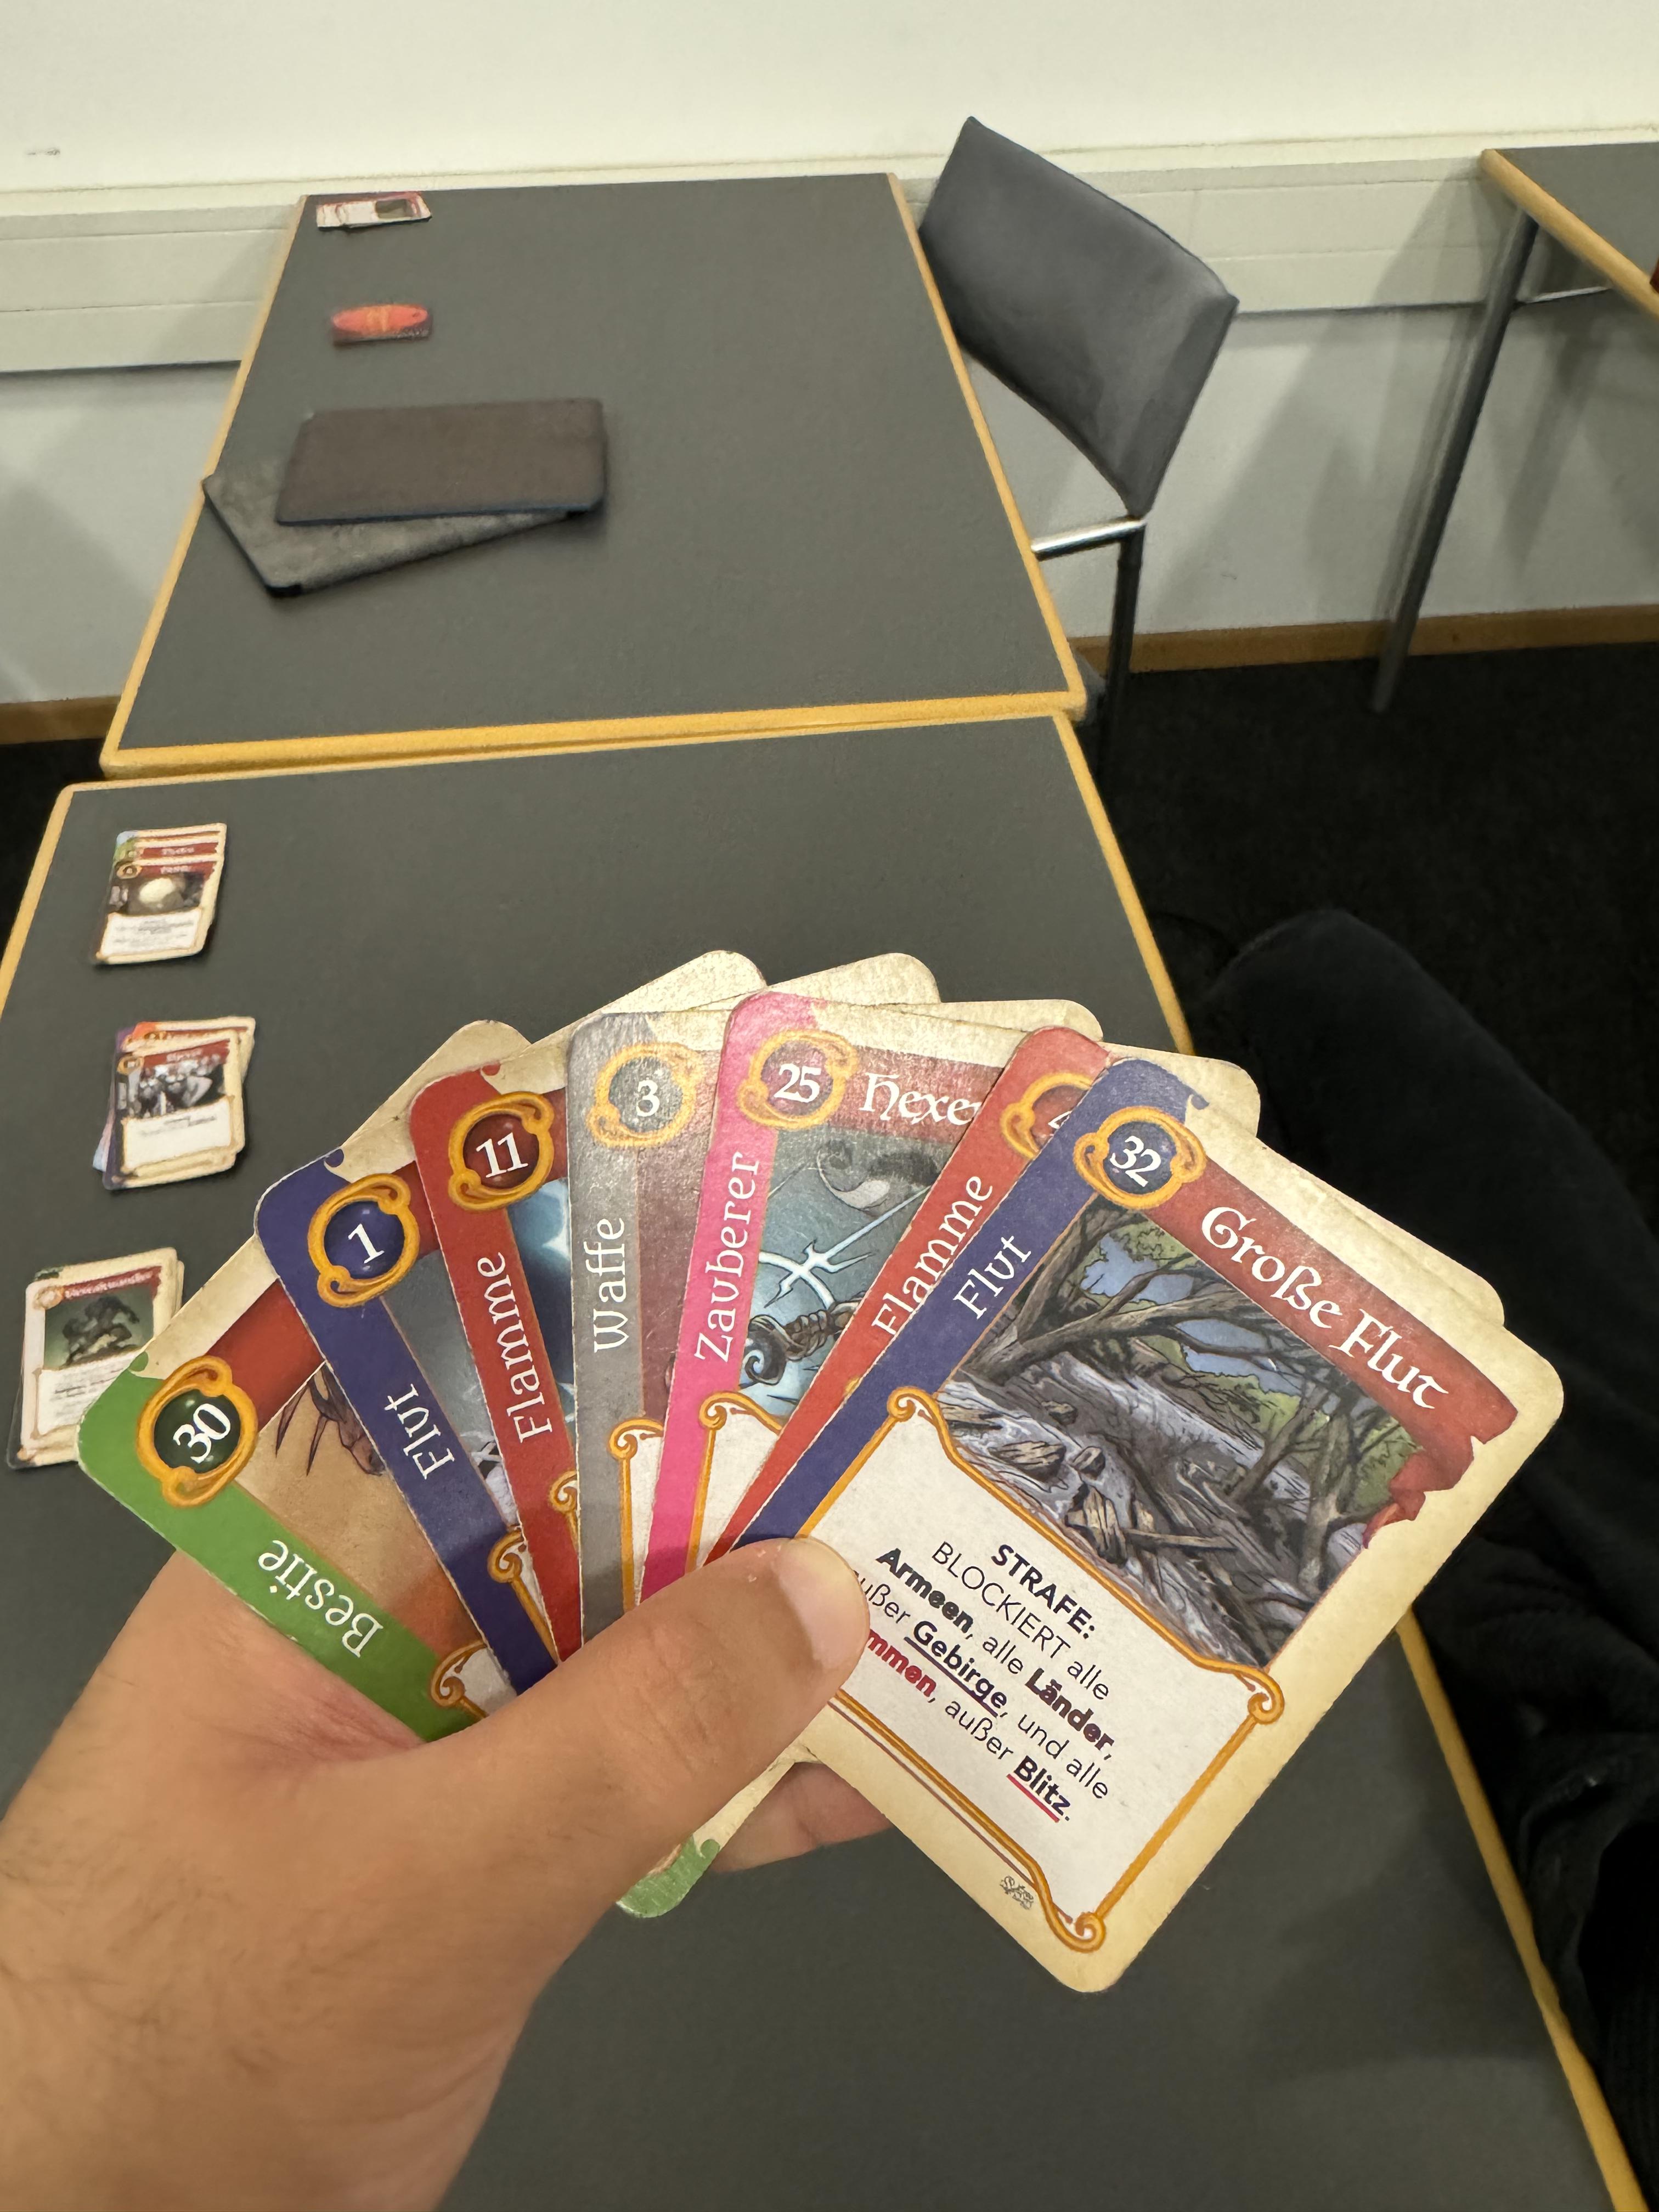 30
Bestie
1
Flut
11
Flamme
3
Waffe
25
Hexe
Zauberer
Flamme
32
Große Flut
Flut
STRAFE:
BLOCKIERT alle
Armeen, alle Länder,
außer Gebirge, und alle
mmen, außer Blitz.